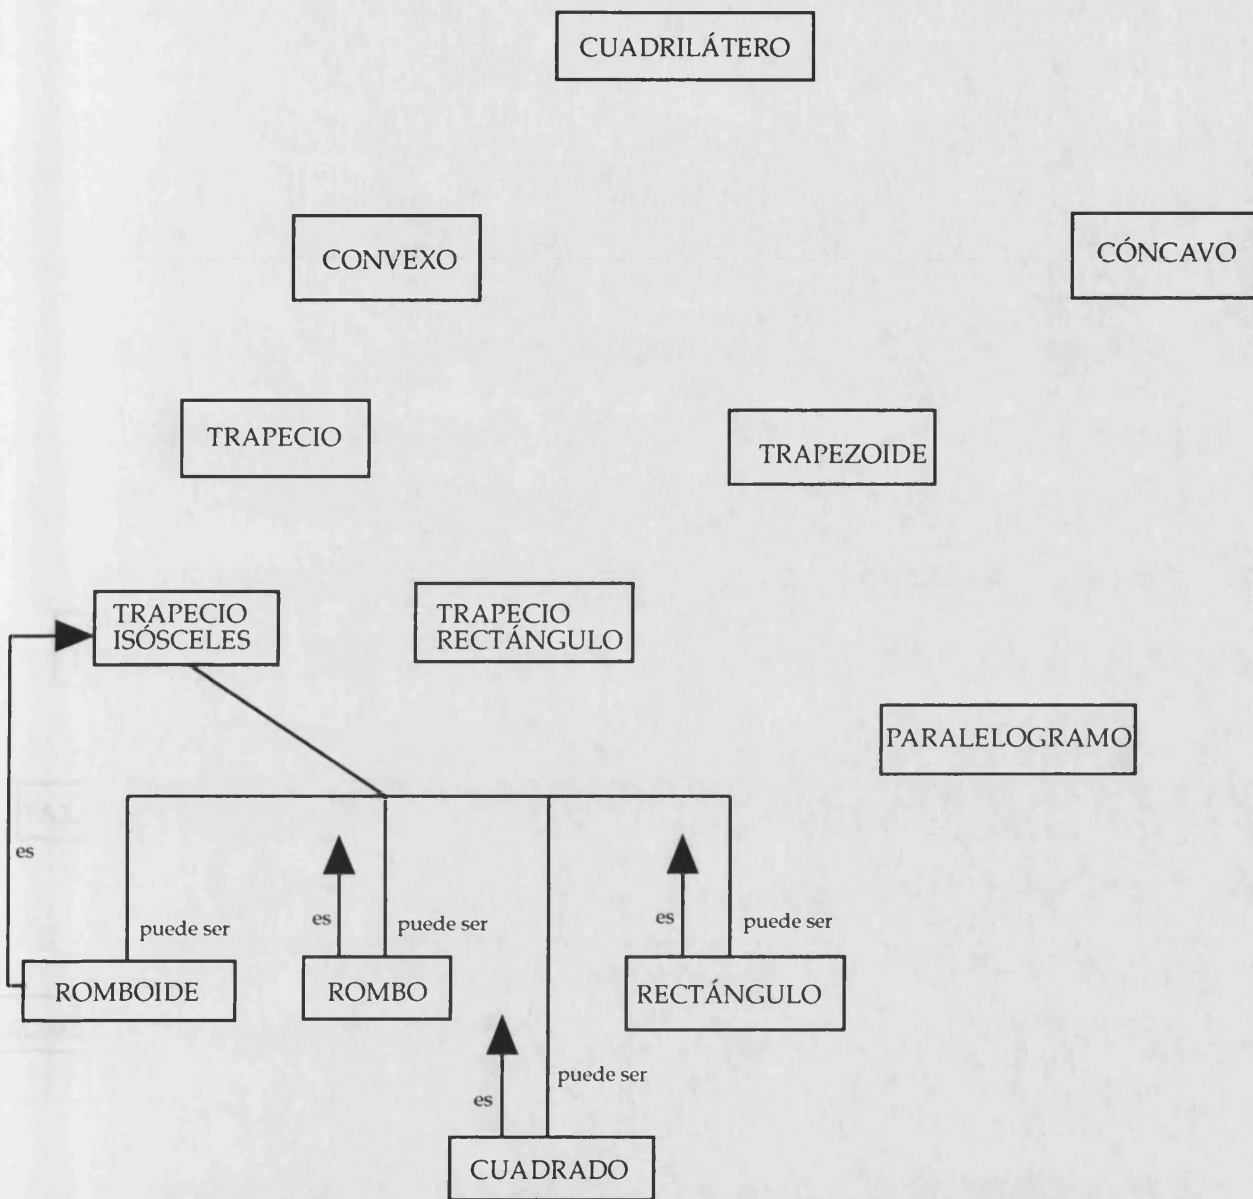 CUADRILÁTERO
CONVEXO
CÓNCAVO
TRAPECIO
TRAPEZOIDE
TRAPECIO
ISÓSCELES
TRAPECIO
RECTÁNGULO
PARALELOGRAMO
es
puede ser
es
puede ser
es
puede ser
ROMBOIDE
ROMBO
RECTÁNGULO
es
puede ser
CUADRADO